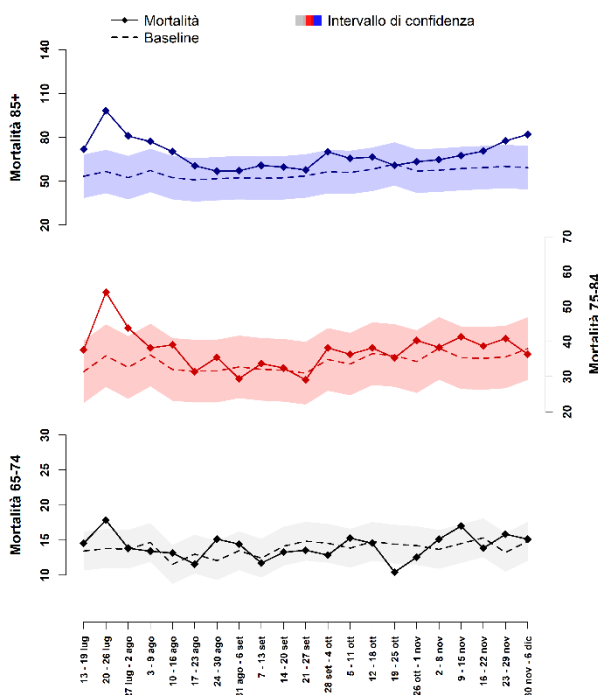 Mortalità
Intervallo di confidenza
Baseline
Mortalità 85+
140
110
80
50
20
Mortalità 75-84
70
60
50
40
30
20
Mortalità 65-74
30
25
20
15
10
13 - 19 lug
20 - 26 lug
27 lug - 2 ago
3 - 9 ago
10 - 16 ago
17 - 23 ago
24 - 30 ago
31 ago - 6 set
7 - 13 set
14 - 20 set
21 - 27 set
28 set - 4 ott
5 - 11 ott
12 - 18 ott
19 - 25 ott
26 ott - 1 nov
2 - 8 nov
9 - 15 nov
16 - 22 nov
23 - 29 nov
30 nov - 6 dic